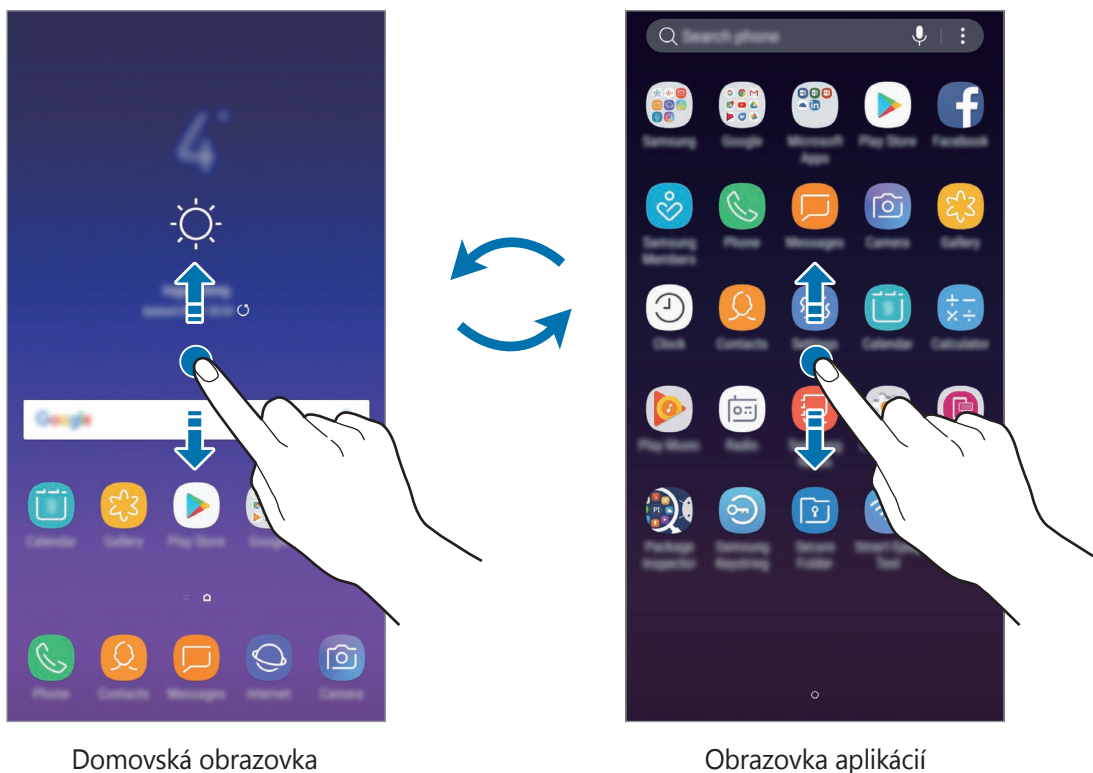 Search phone
Samsung
Google
Microsoft
Apps
Play Store
Facebook
Samsung
Members
Phone
Messages
Camera
Gallery
Clock
Contacts
Settings
Calendar
Calculator
Play Music
Radio
Package
Inspector
Samsung
Keystring
Secure
Folder
Google
Calendar
Gallery
Play Store
Phone
Contacts
Messages
Internet
Camera
Domovská obrazovka
Obrazovka aplikácií